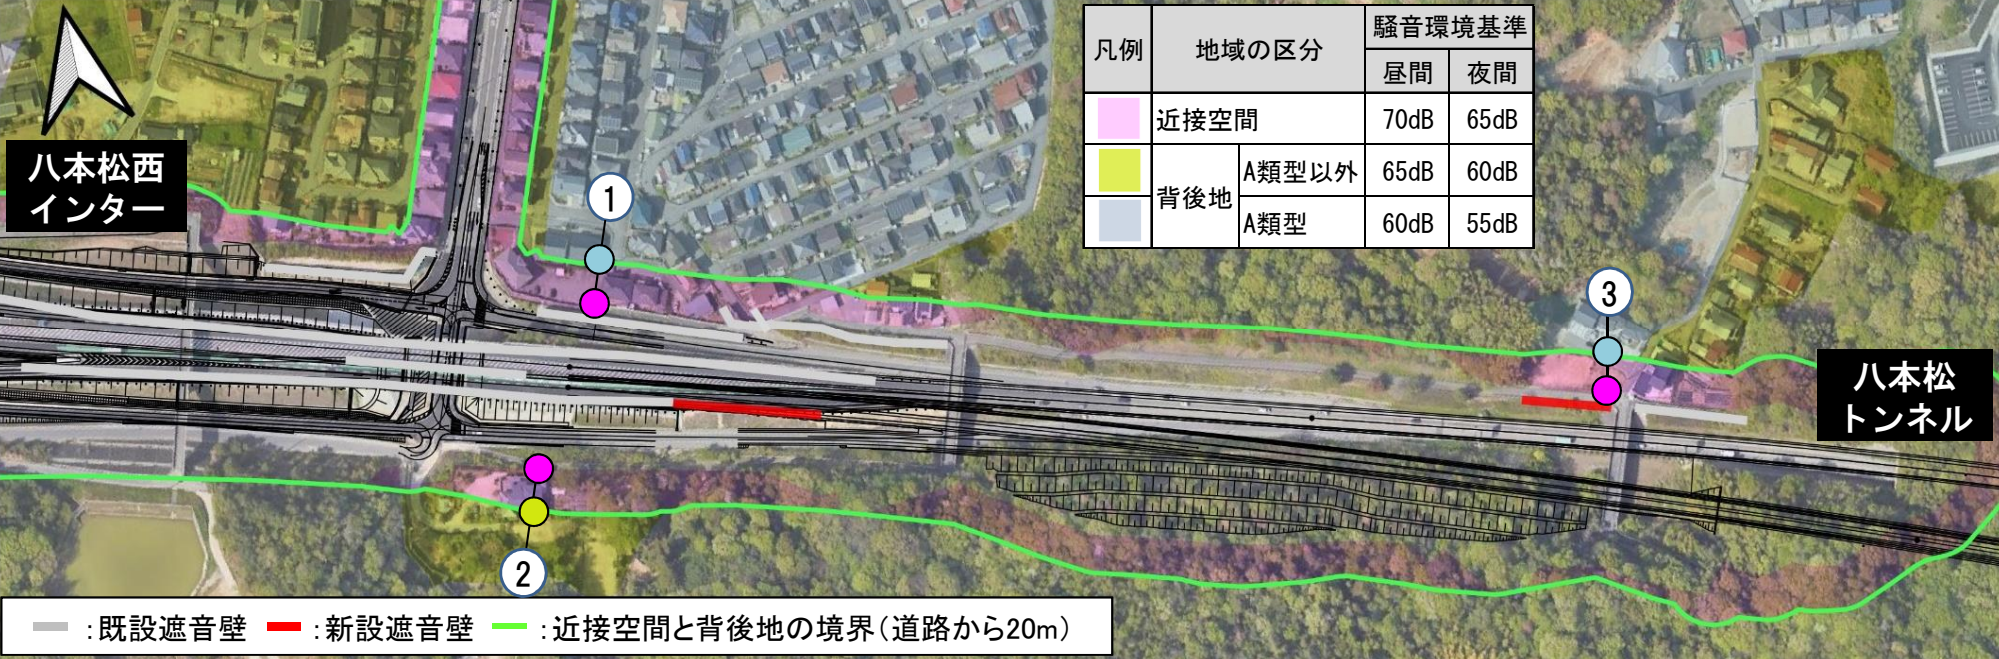 八本松西
インター
1
2
3
凡例 地域の区分 騒音環境基準
昼間 夜間
近接空間 70dB 65dB
背後地 A類型以外 65dB 60dB
A類型 60dB 55dB
八本松
トンネル
:既設遮音壁 :新設遮音壁 :近接空間と背後地の境界(道路から20m)